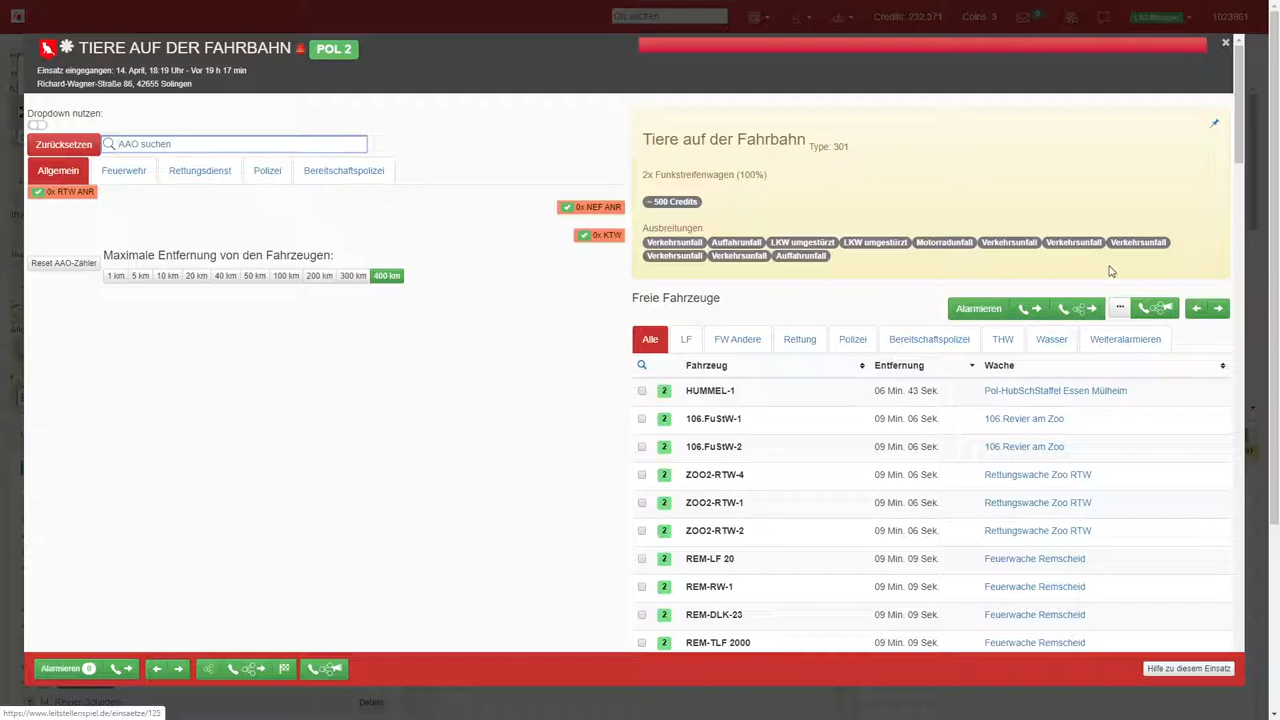 Ort suchen
0
Credits: 232.371
Coins: 3
TIERE AUF DER FAHRBAHN POL 2
Einsatz eingegangen: 14. April, 18:19 Uhr - Vor 19 h 17 min
Richard-Wagner-Straße 86, 42655 Solingen
Dropdown nutzen:
Zurücksetzen AAO suchen
Allgemein Feuerwehr Rettungsdienst Polizei Bereitschaftspolizei
0x RTW ANR
0x NEF ANR
0x KTW
Reset AAO-Zähler
Maximale Entfernung von den Fahrzeugen:
1 km 5 km 10 km 20 km 40 km 50 km 100 km 200 km 300 km 400 km
Tiere auf der Fahrbahn Type: 301
2x Funkstreifenwagen (100%)
~ 500 Credits
Ausbreitungen
Verkehrsunfall Auffahrunfall LKW umgestürzt LKW umgestürzt Motorradunfall Verkehrsunfall Verkehrsunfall Verkehrsunfall
Verkehrsunfall Verkehrsunfall Auffahrunfall
Freie Fahrzeuge
Alarmieren
Alle LF FW Andere Rettung Polizei Bereitschaftspolizei THW Wasser Weiteralarmieren
Fahrzeug Entfernung Wache
2 HUMMEL-1 06 Min. 43 Sek. Pol-HubSchStaffel Essen Mülheim
2 106.FuStW-1 09 Min. 06 Sek. 106.Revier am Zoo
2 106.FuStW-2 09 Min. 06 Sek. 106.Revier am Zoo
2 ZOO2-RTW-4 09 Min. 06 Sek. Rettungswache Zoo RTW
2 ZOO2-RTW-1 09 Min. 06 Sek. Rettungswache Zoo RTW
2 ZOO2-RTW-2 09 Min. 06 Sek. Rettungswache Zoo RTW
2 REM-LF 20 09 Min. 09 Sek. Feuerwache Remscheid
2 REM-RW-1 09 Min. 09 Sek. Feuerwache Remscheid
2 REM-DLK-23 09 Min. 09 Sek. Feuerwache Remscheid
2 REM-TLF 2000 09 Min. 09 Sek. Feuerwache Remscheid
Alarmieren 0
Hilfe zu diesem Einsatz
Details
https://www.leitstellenspiel.de/einsaetze/125